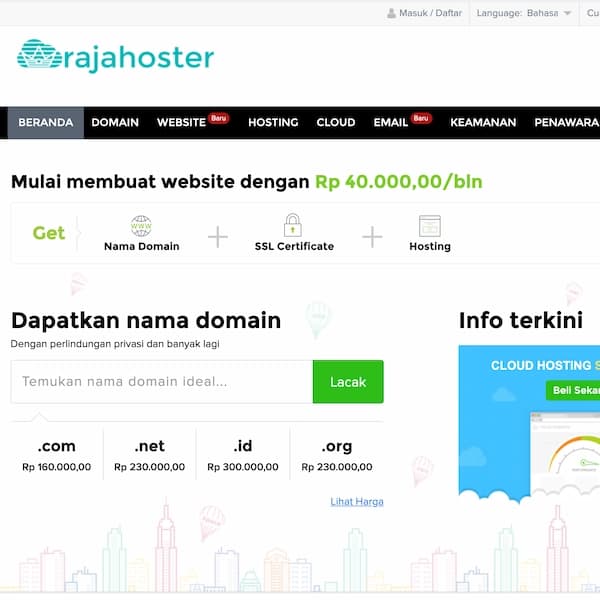 Masuk / Daftar
Language: Bahasa
Cu
rajahoster
BERANDA DOMAIN WEBSITE Baru HOSTING CLOUD EMAIL Baru KEAMANAN PENAWARA
Mulai membuat website dengan Rp 40.000,00/bln
Get
WWW
Nama Domain
SSL Certificate
Hosting
Dapatkan nama domain
Dengan perlindungan privasi dan banyak lagi
Temukan nama domain ideal...
Lacak
.com .net .id .org
Rp 160.000,00 Rp 230.000,00 Rp 300.000,00 Rp 230.000,00
Lihat Harga
Info terkini
CLOUD HOSTING S
Beli Sekar